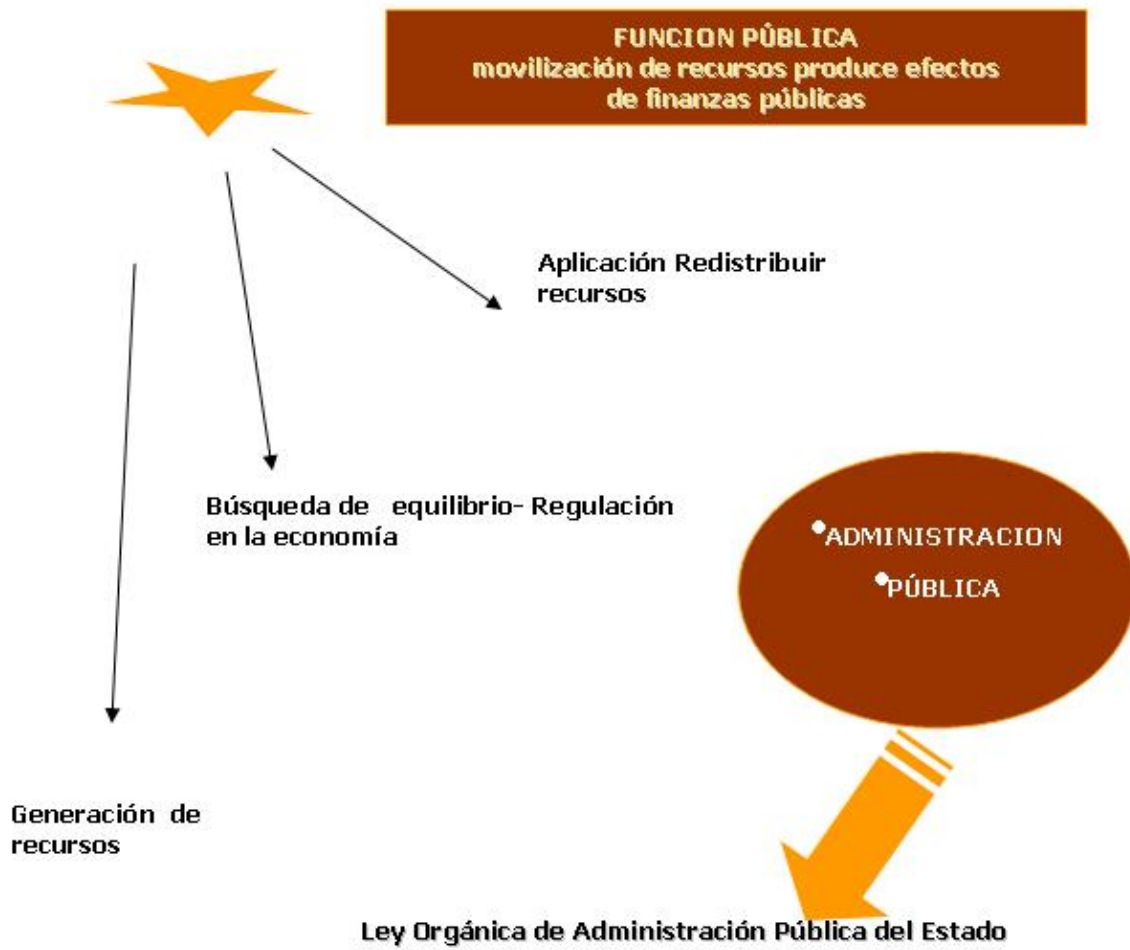 FUNCION PÚBLICA
movilización de recursos produce efectos
de finanzas públicas
Aplicación Redistribuir
recursos
Búsqueda de equilibrio- Regulación
en la economía
•ADMINISTRACION
•PÚBLICA
Generación de
recursos
Ley Orgánica de Administración Pública del Estado